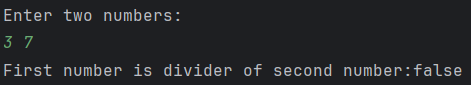 Enter two numbers:
3 7
First number is divider of second number:false